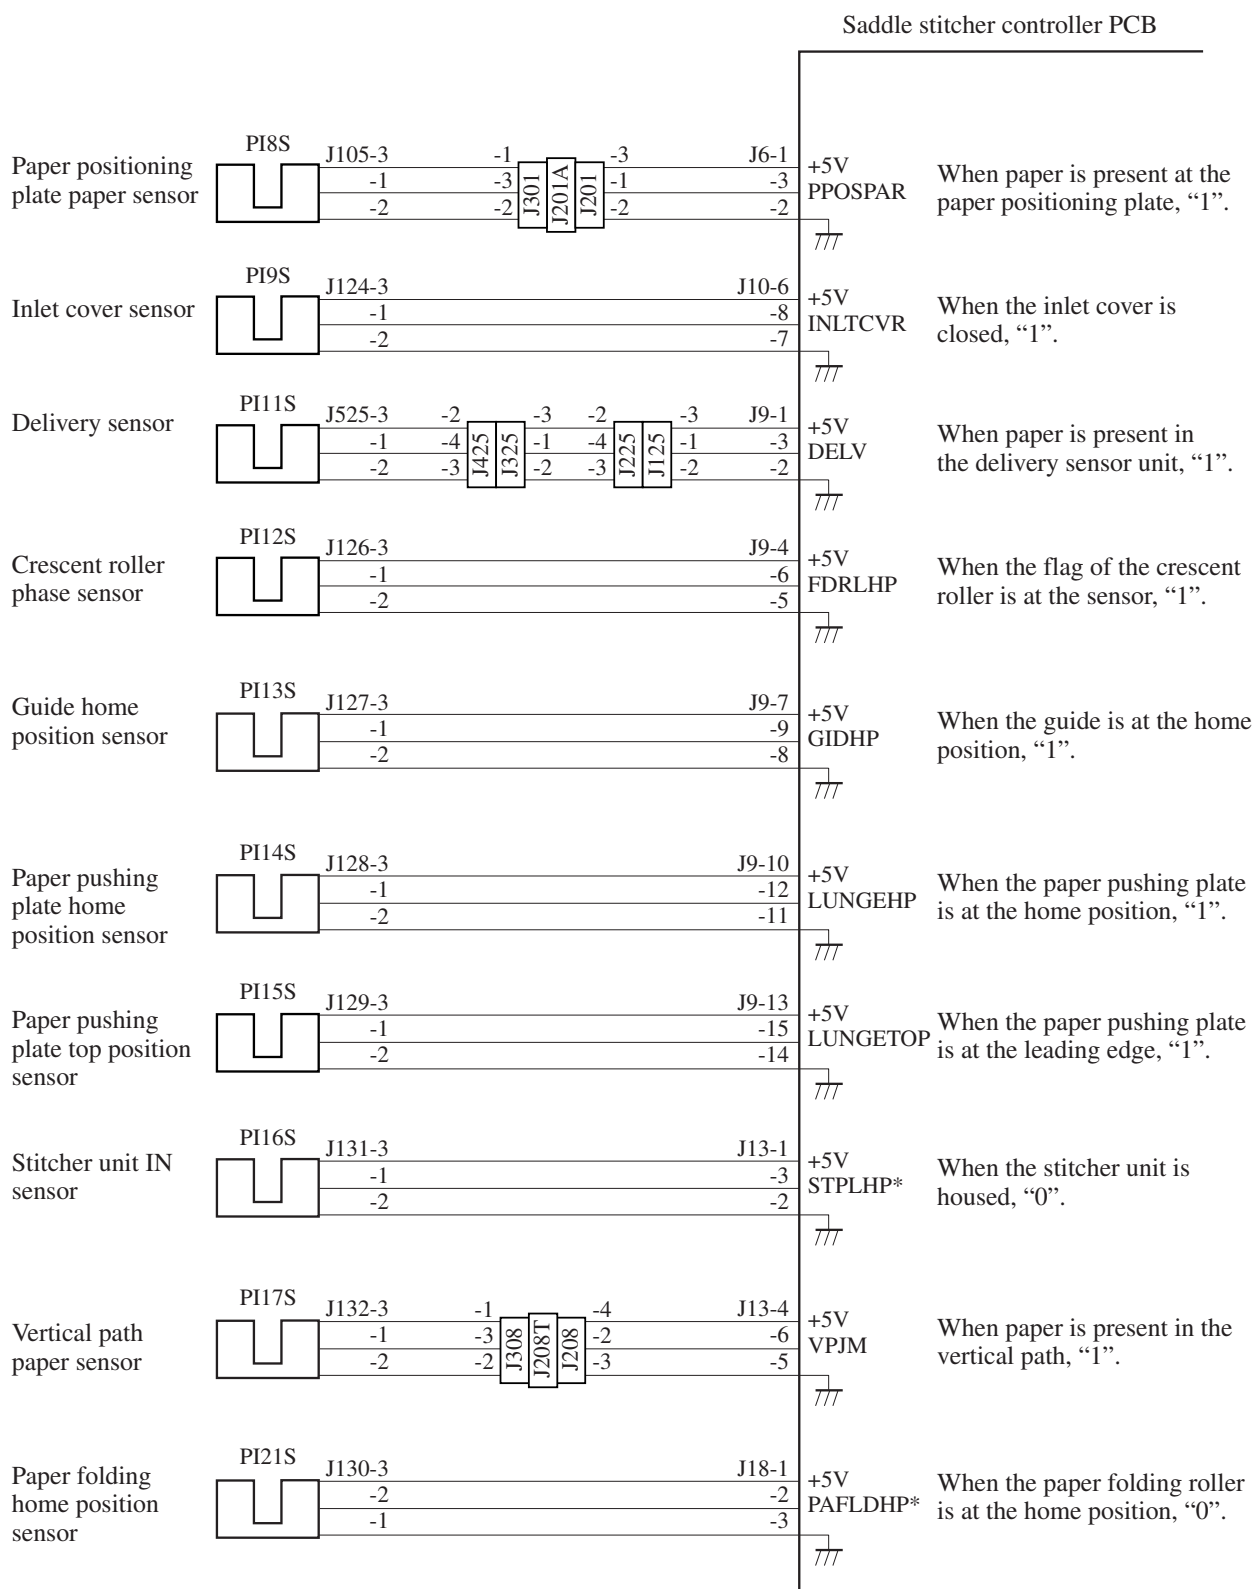 Saddle stitcher controller PCB
Paper positioning
plate paper sensor
PI8S
J105-3
-1
-2
-1
-3
-2
J301
J201A
J201
-3
-1
-2
J6-1
-3
-2
+5V
PPOSPAR
When paper is present at the
paper positioning plate, “1”.
Inlet cover sensor
PI9S
J124-3
-1
-2
J10-6
-8
-7
+5V
INLTCVR
When the inlet cover is
closed, “1”.
Delivery sensor
PI11S
J525-3
-1
-2
-2
-4
-3
J425
J325
-3
-1
-2
-2
-4
-3
J225
J125
-3
-1
-2
J9-1
-3
-2
+5V
DELV
When paper is present in
the delivery sensor unit, “1”.
Crescent roller
phase sensor
PI12S
J126-3
-1
-2
J9-4
-6
-5
+5V
FDRLHP
When the flag of the crescent
roller is at the sensor, “1”.
Guide home
position sensor
PI13S
J127-3
-1
-2
J9-7
-9
-8
+5V
GIDHP
When the guide is at the home
position, “1”.
Paper pushing
plate home
position sensor
PI14S
J128-3
-1
-2
J9-10
-12
-11
+5V
LUNGEHP
When the paper pushing plate
is at the home position, “1”.
Paper pushing
plate top position
sensor
PI15S
J129-3
-1
-2
J9-13
-15
-14
+5V
LUNGETOP
When the paper pushing plate
is at the leading edge, “1”.
Stitcher unit IN
sensor
PI16S
J131-3
-1
-2
J13-1
-3
-2
+5V
STPLHP*
When the stitcher unit is
housed, “0”.
Vertical path
paper sensor
PI17S
J132-3
-1
-2
-1
-3
-2
J308
J208T
J208
-4
-2
-3
J13-4
-6
-5
+5V
VPJM
When paper is present in the
vertical path, “1”.
Paper folding
home position
sensor
PI21S
J130-3
-2
-1
J18-1
-2
-3
+5V
PAFLDHP*
When the paper folding roller
is at the home position, “0”.